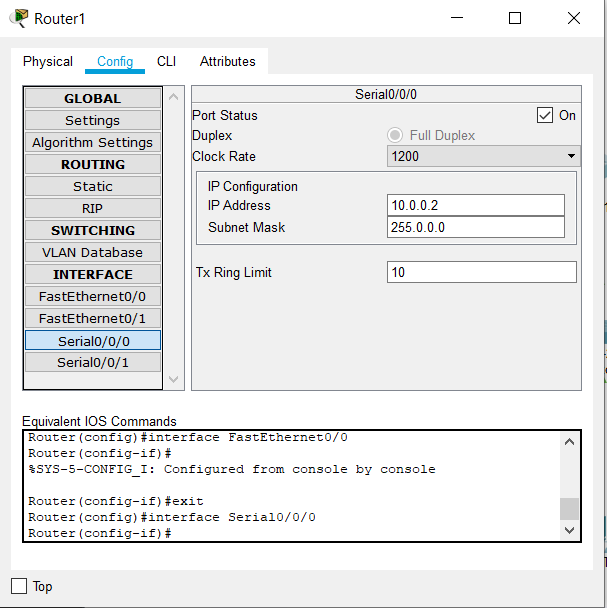 Router1
Physical Config CLI Attributes
GLOBAL
Settings
Algorithm Settings
ROUTING
Static
RIP
SWITCHING
VLAN Database
INTERFACE
FastEthernet0/0
FastEthernet0/1
Serial0/0/0
Serial0/0/1
Serial0/0/0
Port Status On
Duplex Full Duplex
Clock Rate 1200
IP Configuration
IP Address 10.0.0.2
Subnet Mask 255.0.0.0
Tx Ring Limit 10
Equivalent IOS Commands
Router(config)#interface FastEthernet0/0
Router(config-if)#
%SYS-5-CONFIG_I: Configured from console by console
Router(config-if)#exit
Router(config)#interface Serial0/0/0
Router(config-if)#
Top